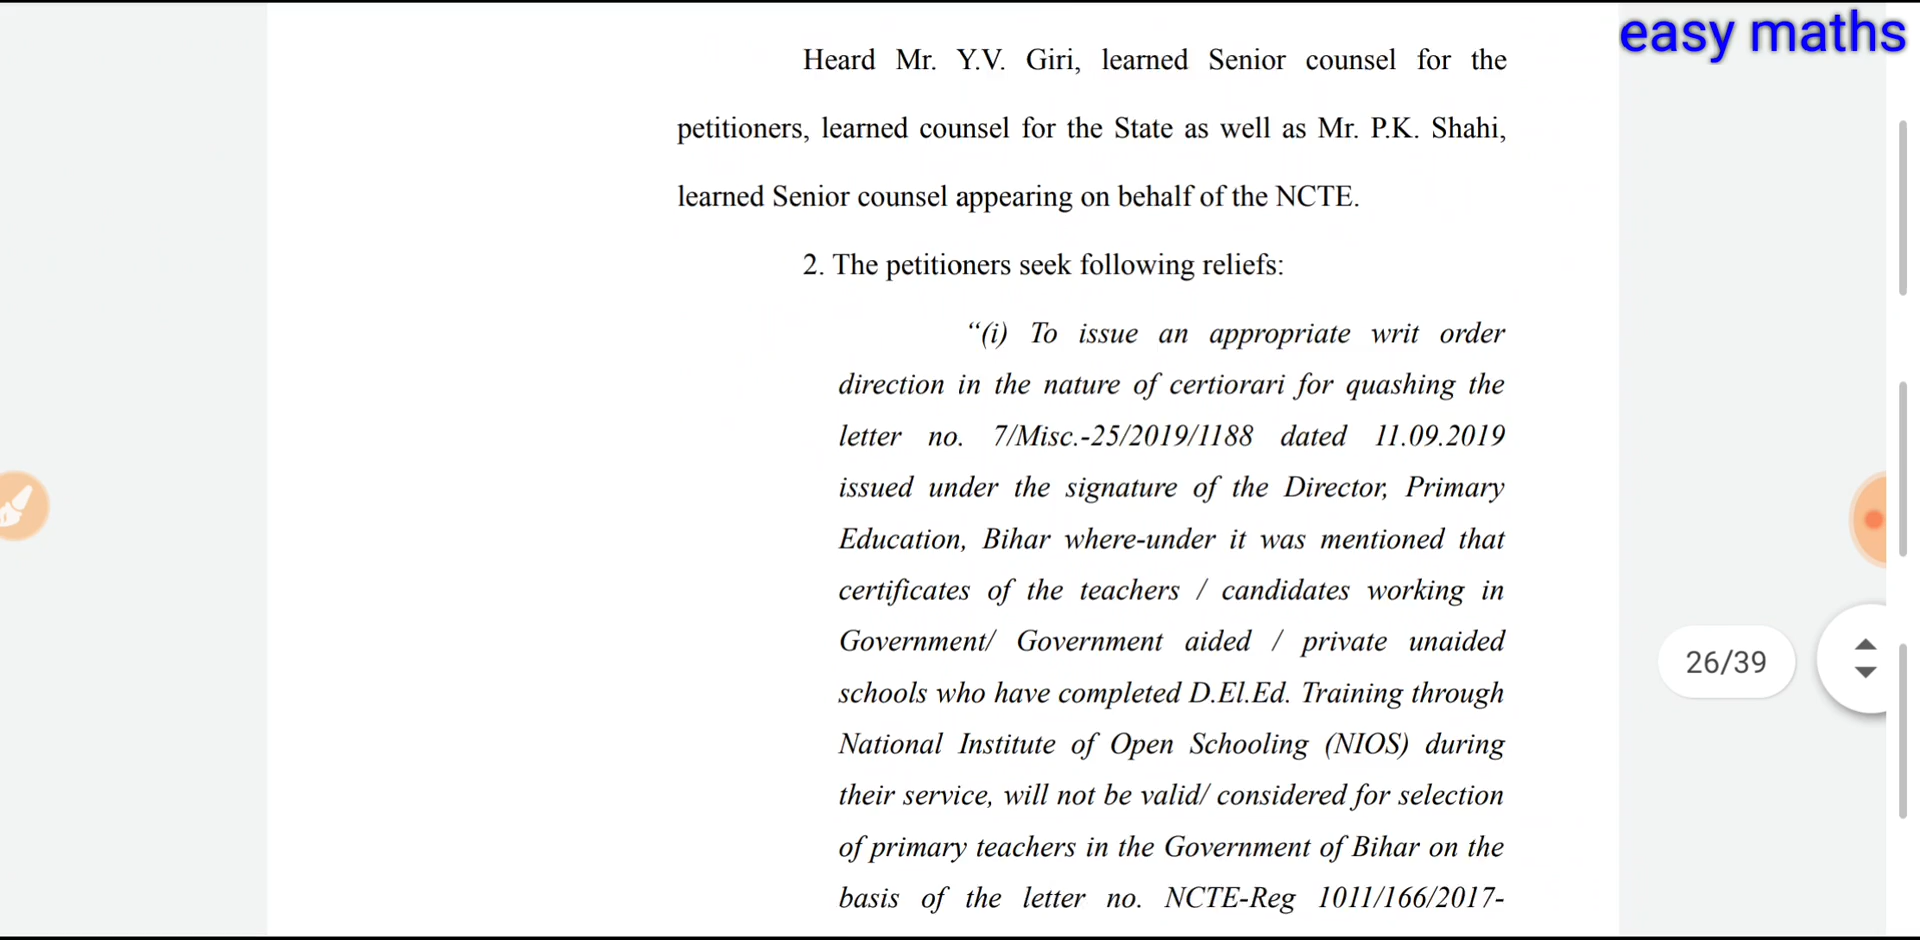 easy maths
Heard Mr. Y.V. Giri, learned Senior counsel for the
petitioners, learned counsel for the State as well as Mr. P.K. Shahi,
learned Senior counsel appearing on behalf of the NCTE.
2. The petitioners seek following reliefs:
“(i) To issue an appropriate writ order
direction in the nature of certiorari for quashing the
letter no. 7/Misc.-25/2019/1188 dated 11.09.2019
issued under the signature of the Director, Primary
Education, Bihar where-under it was mentioned that
certificates of the teachers / candidates working in
Government/ Government aided / private unaided
schools who have completed D.El.Ed. Training through
National Institute of Open Schooling (NIOS) during
their service, will not be valid/ considered for selection
of primary teachers in the Government of Bihar on the
basis of the letter no. NCTE-Reg 1011/166/2017-
26/39